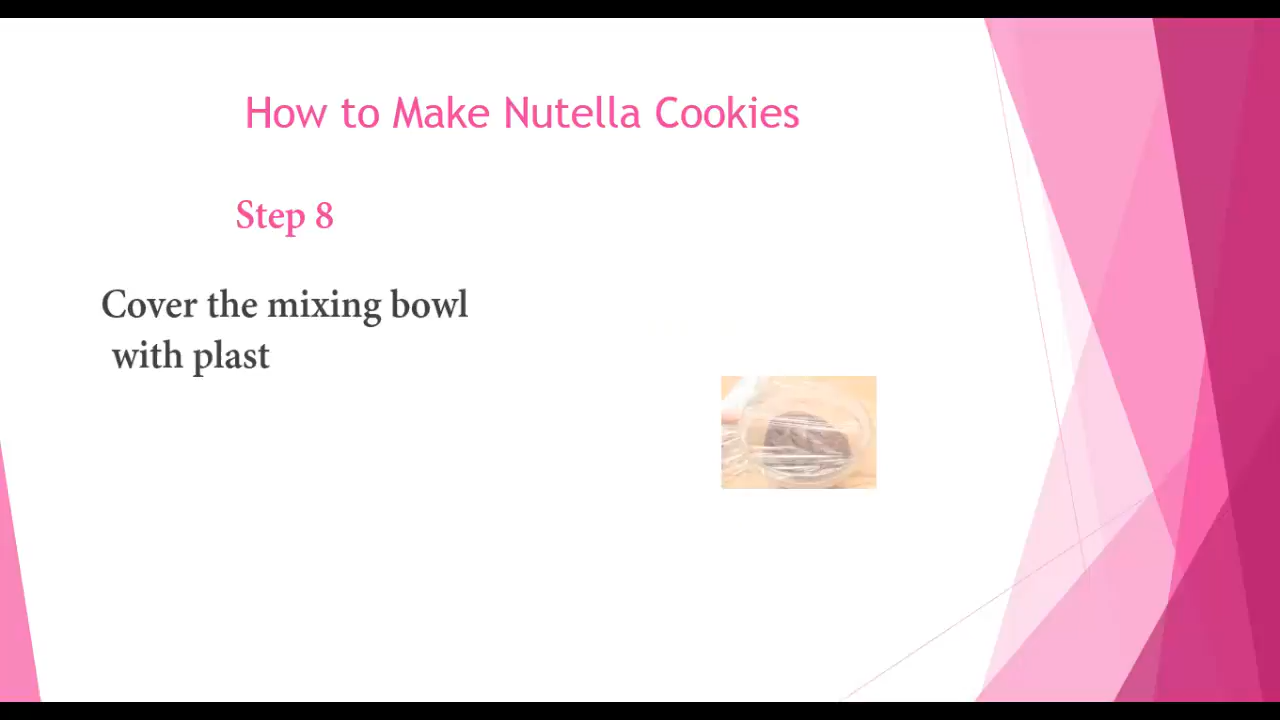 How to Make Nutella Cookies
Step 8
Cover the mixing bowl
with plast